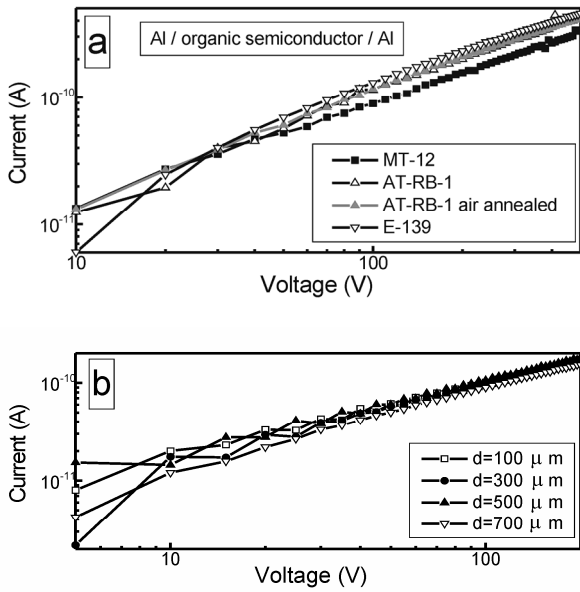 a
Al / organic semiconductor / Al
Current (A)
10⁻¹⁰
10⁻¹¹
MT-12
AT-RB-1
AT-RB-1 air annealed
E-139
10
100
Voltage (V)
b
Current (A)
10⁻¹⁰
10⁻¹¹
d=100 μ m
d=300 μ m
d=500 μ m
d=700 μ m
10
100
Voltage (V)